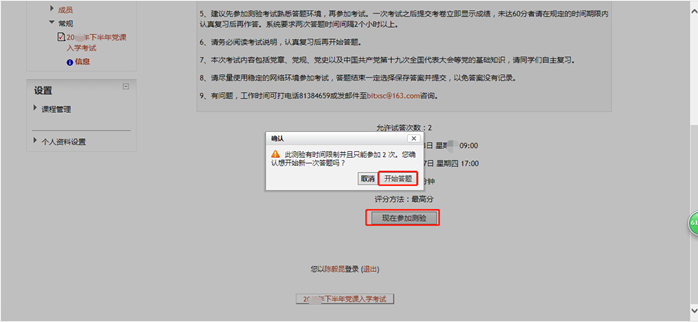 成员
常规
下半年党课
入学考试
信息
设置
课程管理
个人资料设置
5、建议先参加测验考试熟悉答题环境，再参加考试。一次考试之后提交考卷立即显示成绩，未达60分者请在规定的时间期限内
认真复习后再作答。系统要求两次答题时间间隔2个小时以上。
6、请务必阅读考试说明，认真复习后再开始答题。
7、本次考试内容包括党章、党规、党史以及中国共产党第十九次全国代表大会等党的基础知识，请同学们自主复习。
8、请尽量使用稳定的网络环境参加考试，答题结束一定选择保存答案并提交，以免答案没有记录。
9、有问题，工作时间可打电话81384659或发邮件至bitxsc@163.com咨询。
允许试答次数：2
日 星期 09:00
确认
此测验有时间限制并且只能参加 2 次。您确
认想开始新一次答题吗？
取消
开始答题
7日 星期四 17:00
分钟
评分方法：最高分
现在参加测验
您以陈毅昆登录 (退出)
下半年党课入学考试